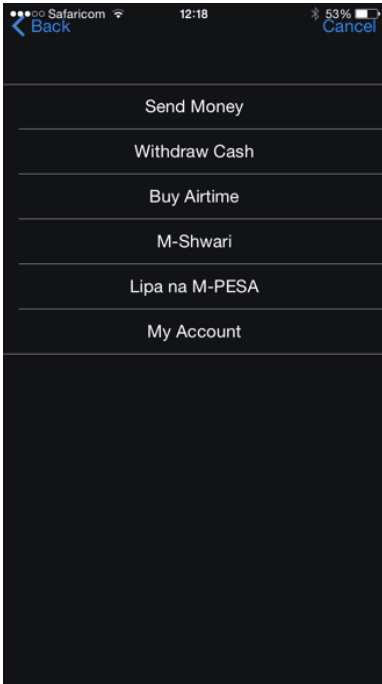 Safaricom 12:18 53%
Back Cancel
Send Money
Withdraw Cash
Buy Airtime
M-Shwari
Lipa na M-PESA
My Account